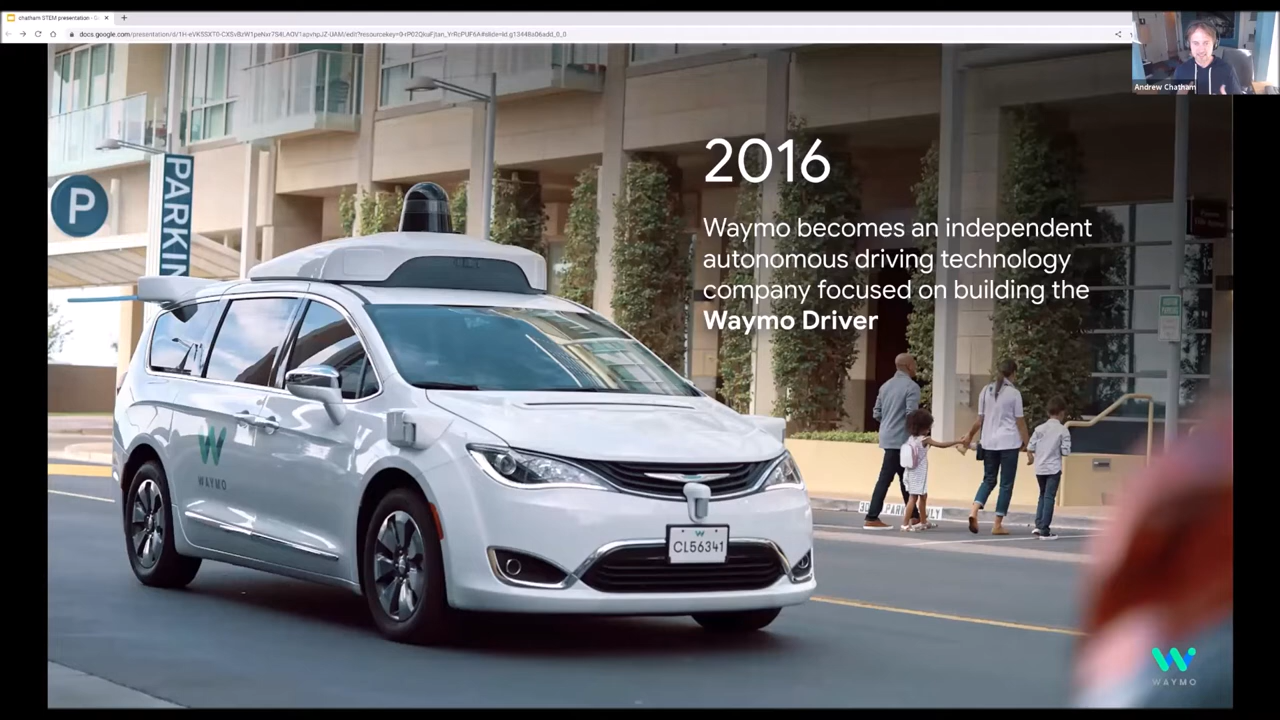 chatham STEM presentation - G
Andrew Chatham
2016
Waymo becomes an independent
autonomous driving technology
company focused on building the
Waymo Driver
P
PARKIN
WAYMO
CL56341
WAYMO